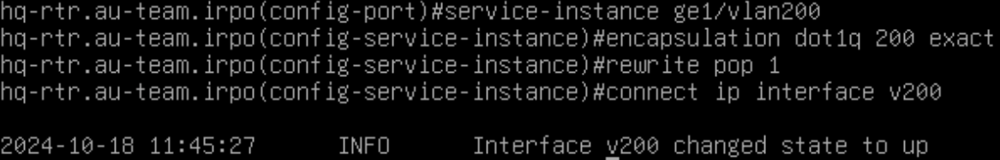 hq-rtr.au-team.irpo(config-port)#service-instance ge1/vlan200
hq-rtr.au-team.irpo(config-service-instance)#encapsulation dot1q 200 exact
hq-rtr.au-team.irpo(config-service-instance)#rewrite pop 1
hq-rtr.au-team.irpo(config-service-instance)#connect ip interface v200
2024-10-18 11:45:27 INFO Interface v200 changed state to up